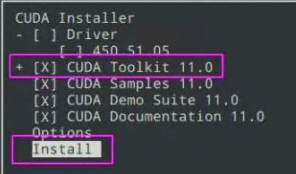 CUDA Installer
- [ ] Driver
[ ] 450.51.05
+ [X] CUDA Toolkit 11.0
[X] CUDA Samples 11.0
[X] CUDA Demo Suite 11.0
[X] CUDA Documentation 11.0
Options
Install